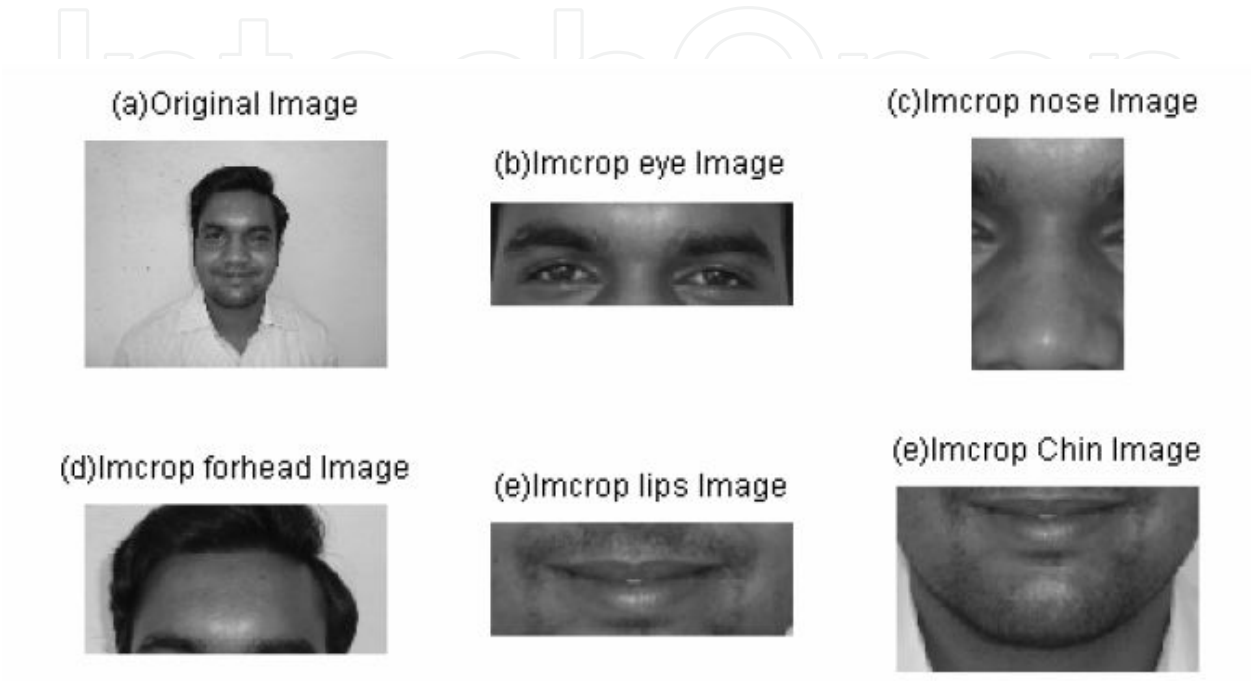 (a)Original Image
(b)Imcrop eye Image
(c)Imcrop nose Image
(d)Imcrop forhead Image
(e)Imcrop lips Image
(e)Imcrop Chin Image